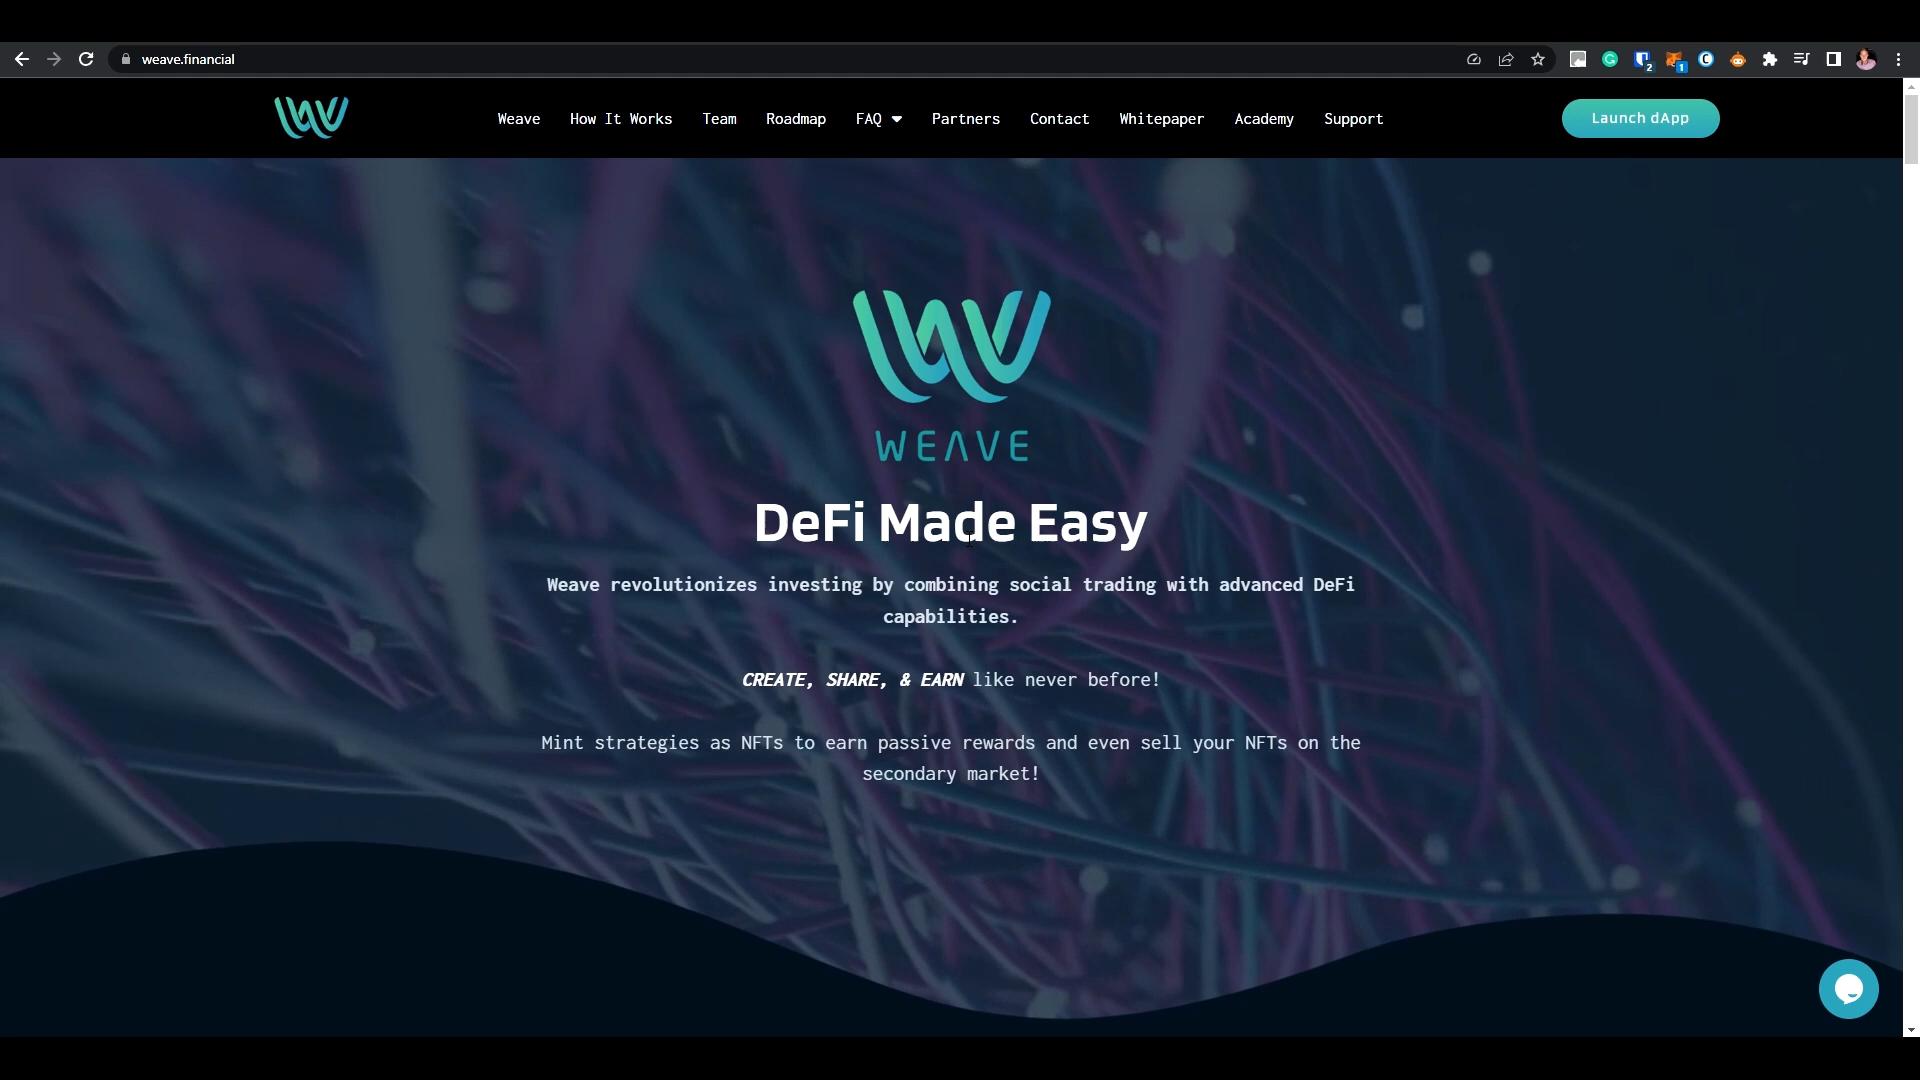 weave.financial
2
1
Weave How It Works Team Roadmap FAQ Partners Contact Whitepaper Academy Support Launch dApp
WEAVE
DeFi Made Easy
Weave revolutionizes investing by combining social trading with advanced DeFi
capabilities.
CREATE, SHARE, & EARN like never before!
Mint strategies as NFTs to earn passive rewards and even sell your NFTs on the
secondary market!